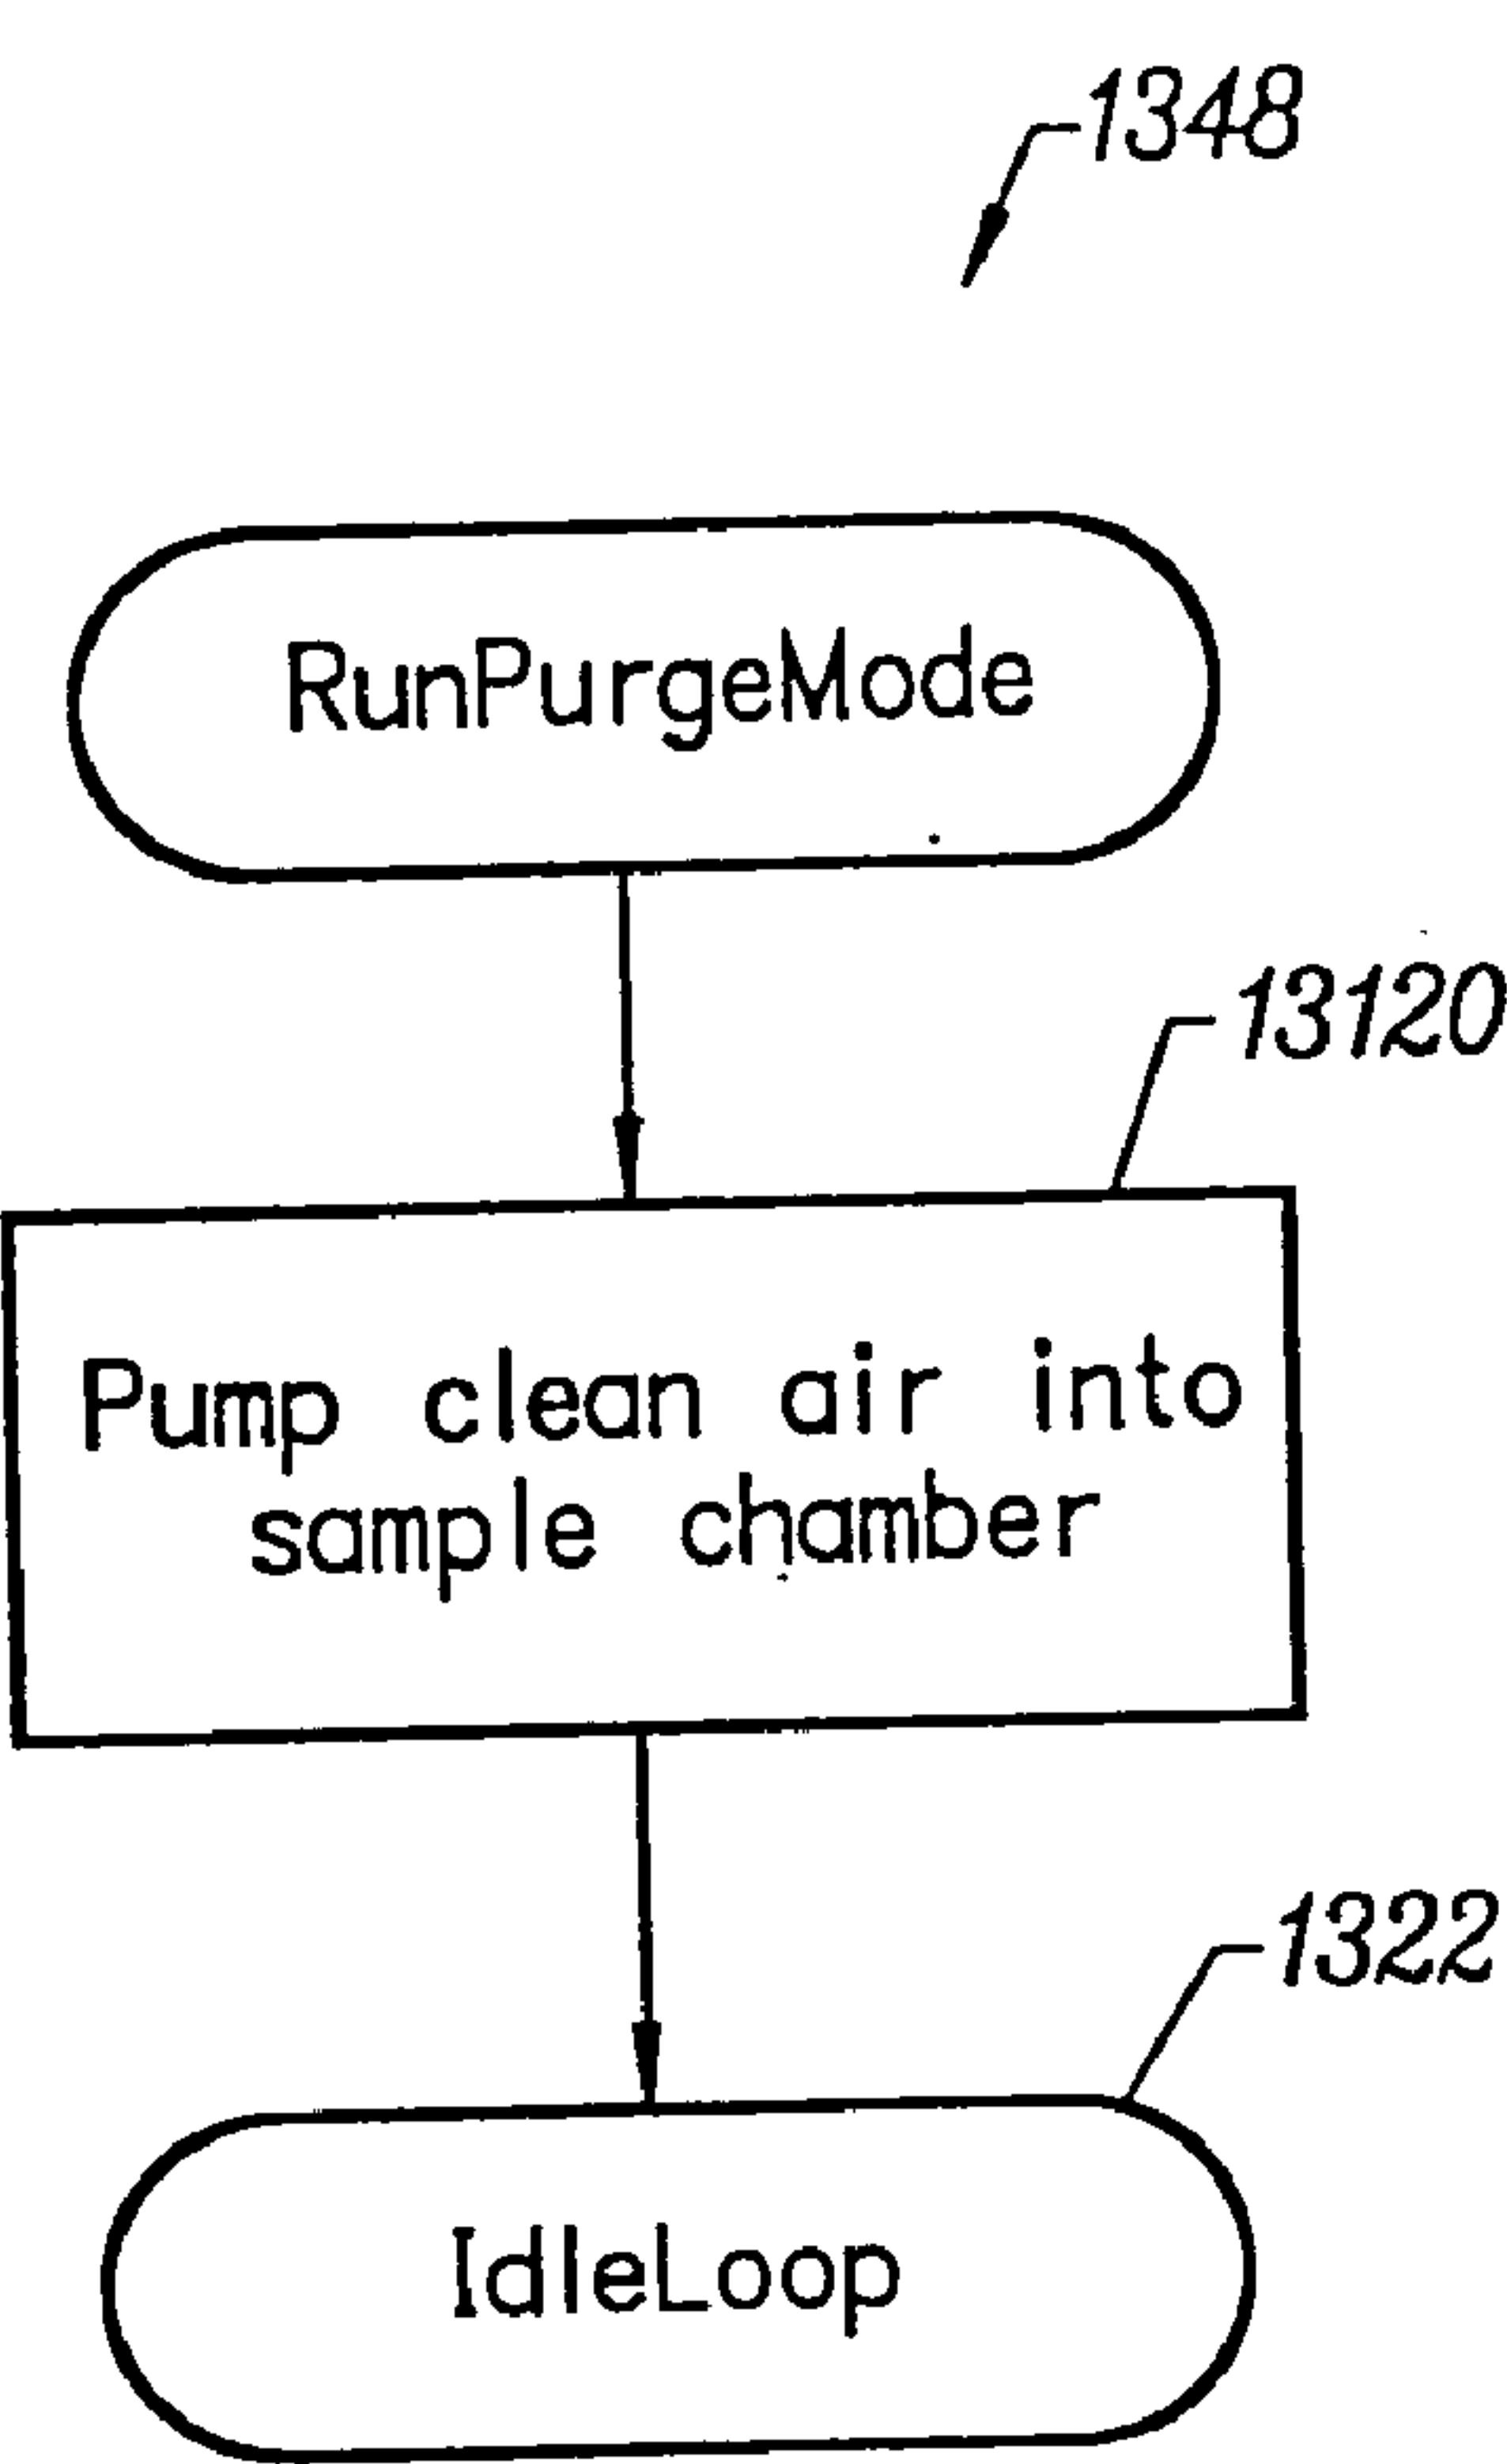 1348
RunPurgeMode
13120
Pump clean air into
sample chamber
1322
IdleLoop